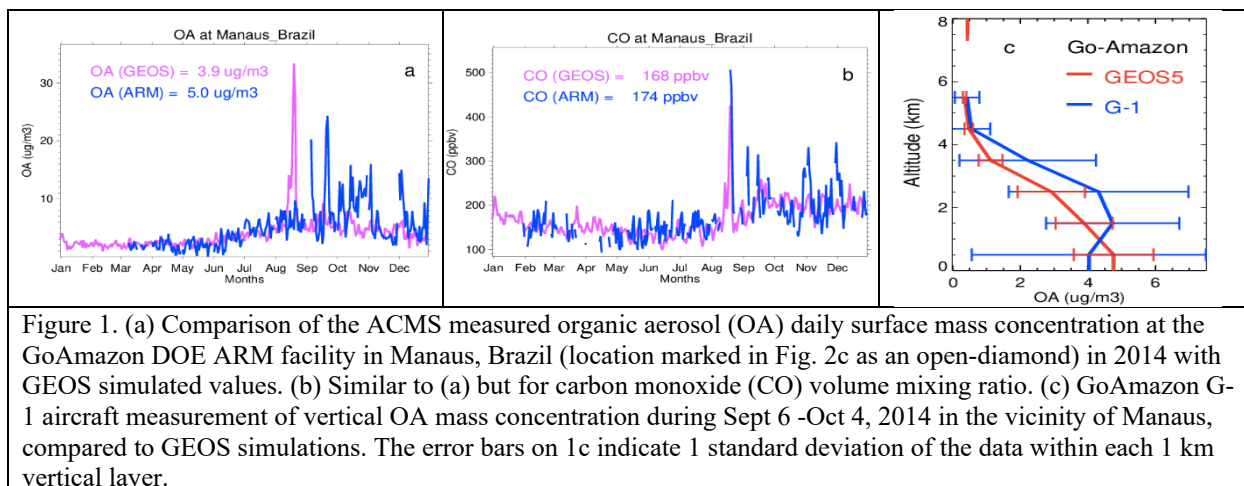 OA at Manaus_Brazil
OA (GEOS) = 3.9 ug/m3
OA (ARM) = 5.0 ug/m3
a
30
20
10
OA (ug/m3)
Jan Feb Mar Apr May Jun Jul Aug Sep Oct Nov Dec
Months
CO at Manaus_Brazil
CO (GEOS) = 168 ppbv
CO (ARM) = 174 ppbv
b
500
400
300
200
100
CO (ppbv)
Jan Feb Mar Apr May Jun Jul Aug Sep Oct Nov Dec
Months
8
6
4
2
0
Altitude (km)
c
Go-Amazon
GEOS5
G-1
0 2 4 6
OA (ug/m3)
Figure 1. (a) Comparison of the ACMS measured organic aerosol (OA) daily surface mass concentration at the
GoAmazon DOE ARM facility in Manaus, Brazil (location marked in Fig. 2c as an open-diamond) in 2014 with
GEOS simulated values. (b) Similar to (a) but for carbon monoxide (CO) volume mixing ratio. (c) GoAmazon G-
1 aircraft measurement of vertical OA mass concentration during Sept 6 -Oct 4, 2014 in the vicinity of Manaus,
compared to GEOS simulations. The error bars on 1c indicate 1 standard deviation of the data within each 1 km
vertical layer.